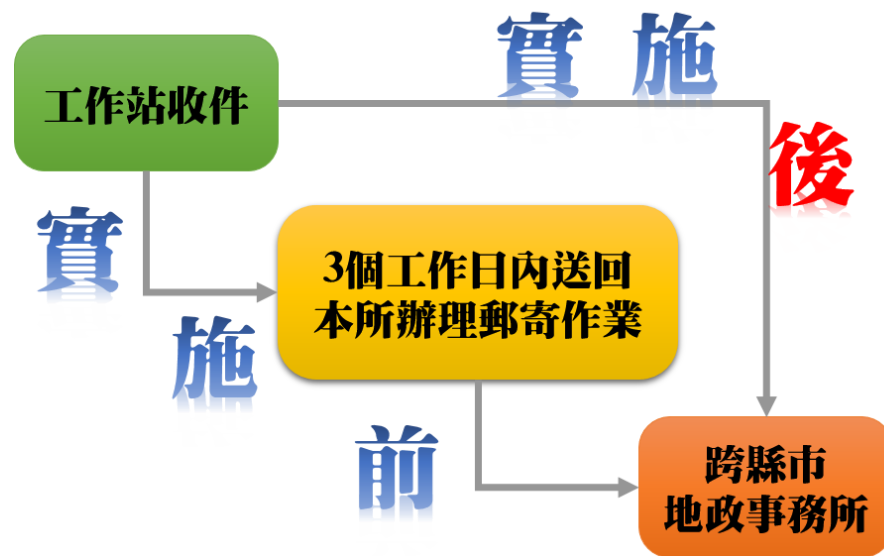 實施後
工作站收件
實施前
3個工作日內送回
本所辦理郵寄作業
跨縣市
地政事務所